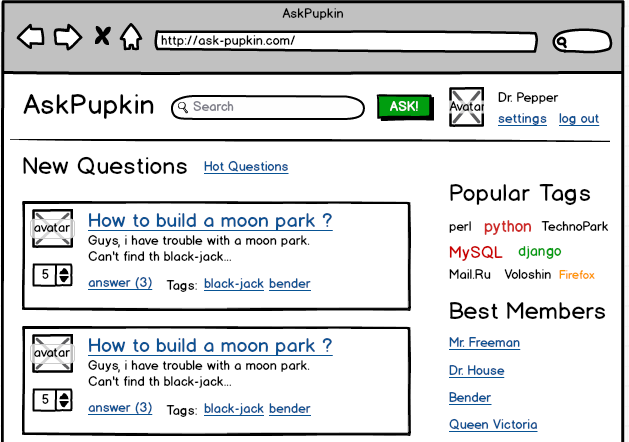 AskPupkin
http://ask-pupkin.com/
AskPupkin Search ASK! Avatar Dr. Pepper
settings log out
New Questions Hot Questions
avatar How to build a moon park ?
Guys, i have trouble with a moon park.
Can't find th black-jack...
5 answer (3) Tags: black-jack bender
avatar How to build a moon park ?
Guys, i have trouble with a moon park.
Can't find th black-jack...
5 answer (3) Tags: black-jack bender
Popular Tags
perl python TechnoPark
MySQL django
Mail.Ru Voloshin Firefox
Best Members
Mr. Freeman
Dr. House
Bender
Queen Victoria